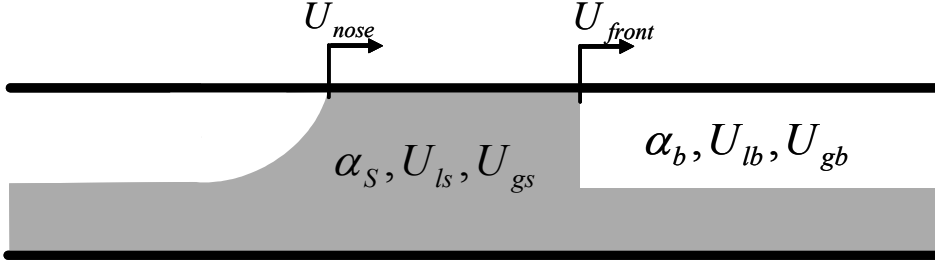 U_nose U_front
α_S, U_ls, U_gs α_b, U_lb, U_gb